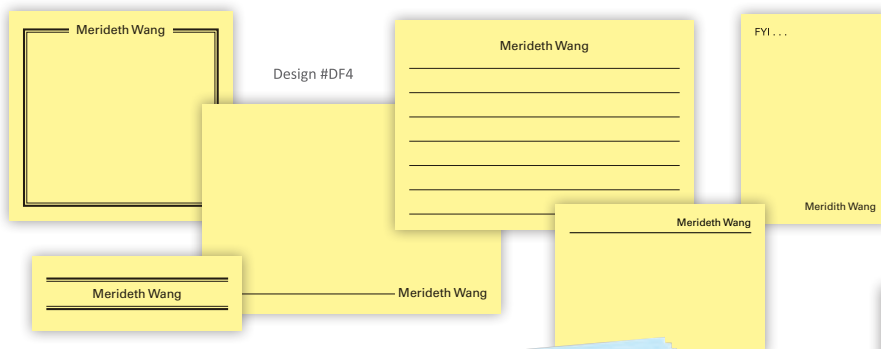 Merideth Wang
Design #DF4
Merideth Wang
FYI . . .
Meridith Wang
Merideth Wang
Merideth Wang
Merideth Wang